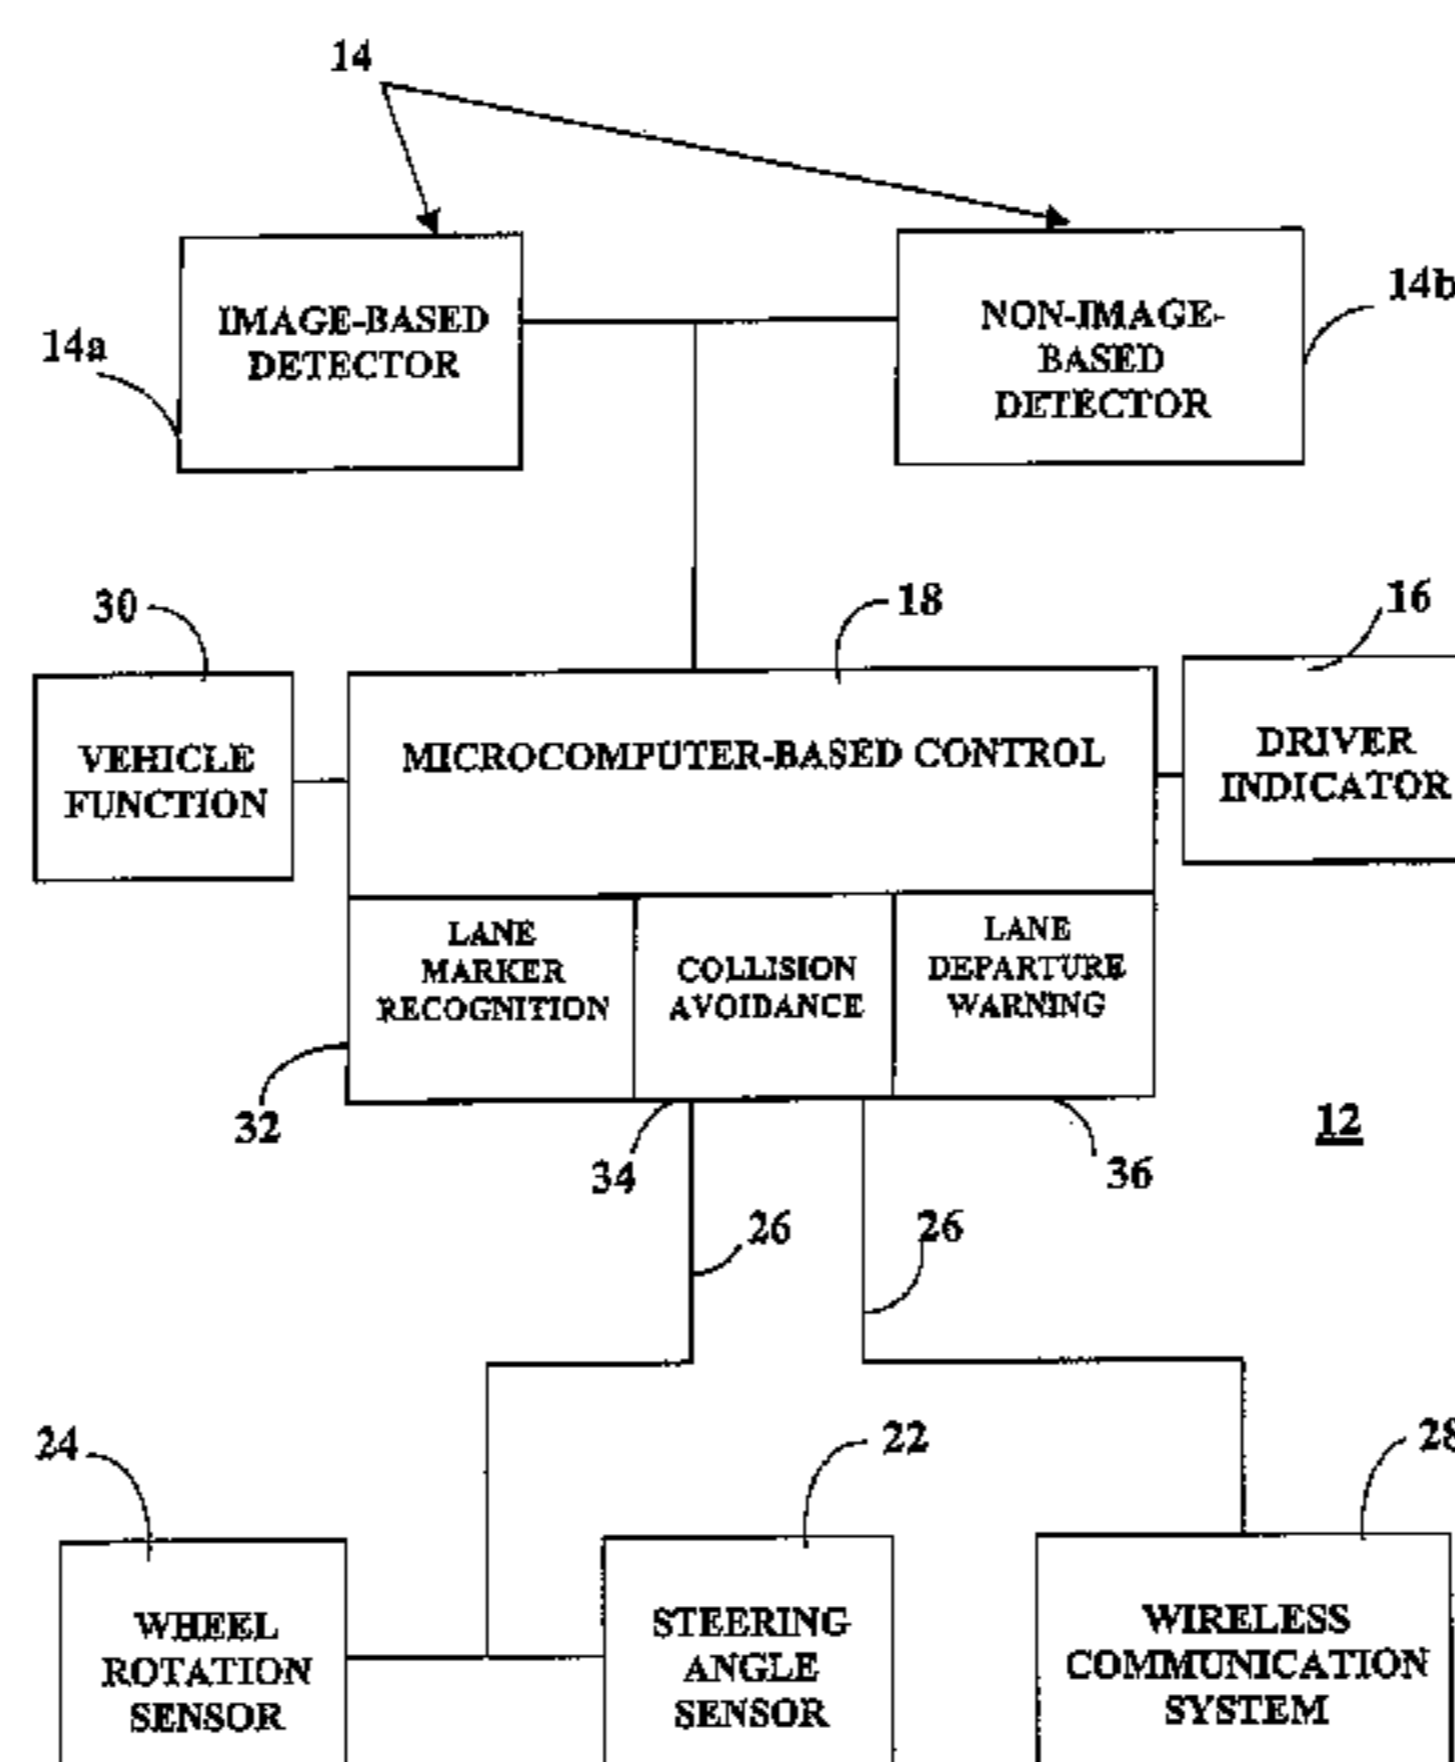 14
IMAGE-BASED
DETECTOR
14a
NON-IMAGE-
BASED
DETECTOR
14b
30
18
16
VEHICLE
FUNCTION
MICROCOMPUTER-BASED CONTROL
DRIVER
INDICATOR
LANE
MARKER
RECOGNITION
COLLISION
AVOIDANCE
LANE
DEPARTURE
WARNING
32
34
36
12
26
26
24
22
28
WHEEL
ROTATION
SENSOR
STEERING
ANGLE
SENSOR
WIRELESS
COMMUNICATION
SYSTEM